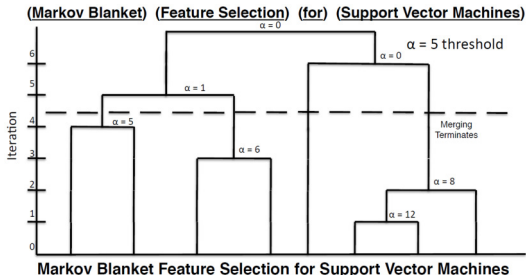 (Markov Blanket) (Feature Selection) (for) (Support Vector Machines)
α = 0
α = 5 threshold
α = 0
6
5
α = 1
Merging
Terminates
α = 5
4
Iteration
α = 6
3
α = 8
2
α = 12
1
0
Markov Blanket Feature Selection for Support Vector Machines